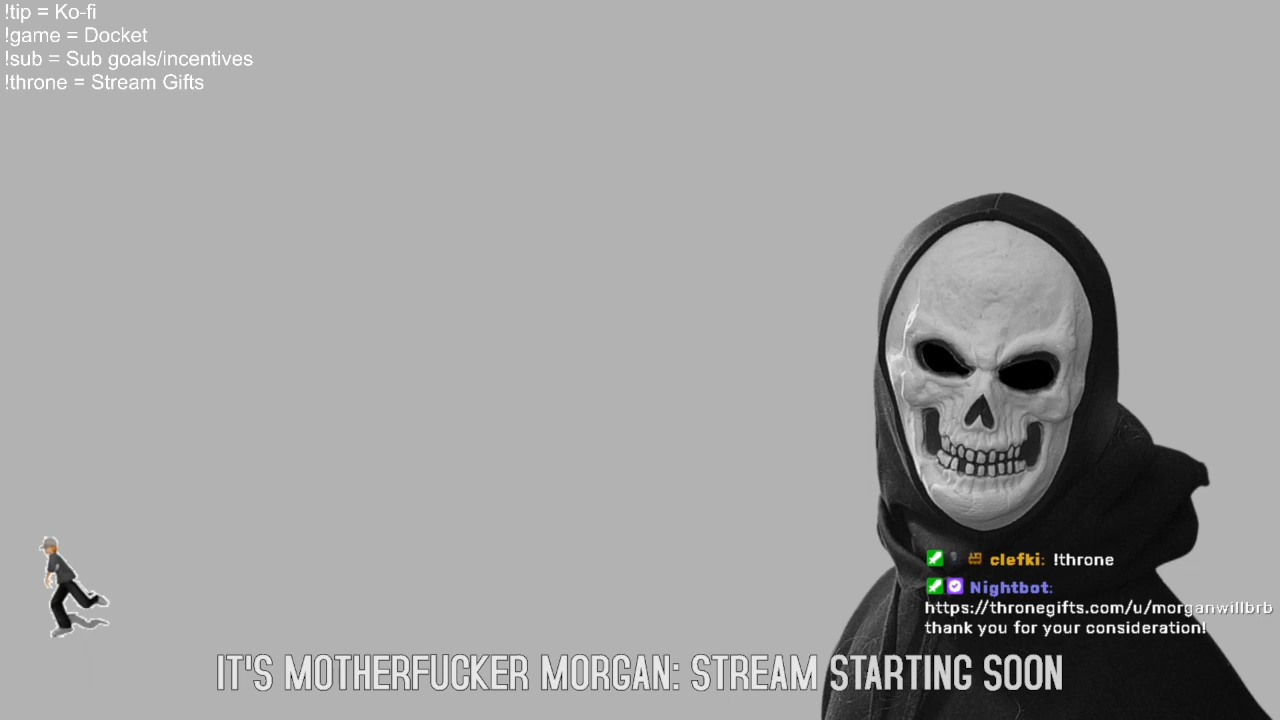 !tip = Ko-fi
!game = Docket
!sub = Sub goals/incentives
!throne = Stream Gifts
clefki: !throne
Nightbot:
https://thronegifts.com/u/morganwillbrb
thank you for your consideration!
IT'S MOTHERFUCKER MORGAN: STREAM STARTING SOON